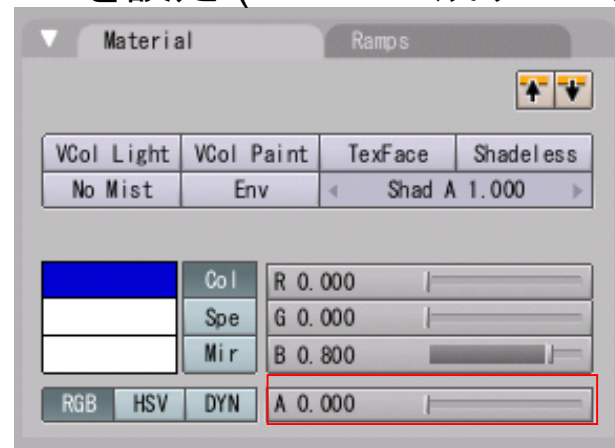 Material Ramps
VCol Light VCol Paint TexFace Shadeless
No Mist Env Shad A 1.000
Col R 0.000
Spe G 0.000
Mir B 0.800
RGB HSV DYN A 0.000